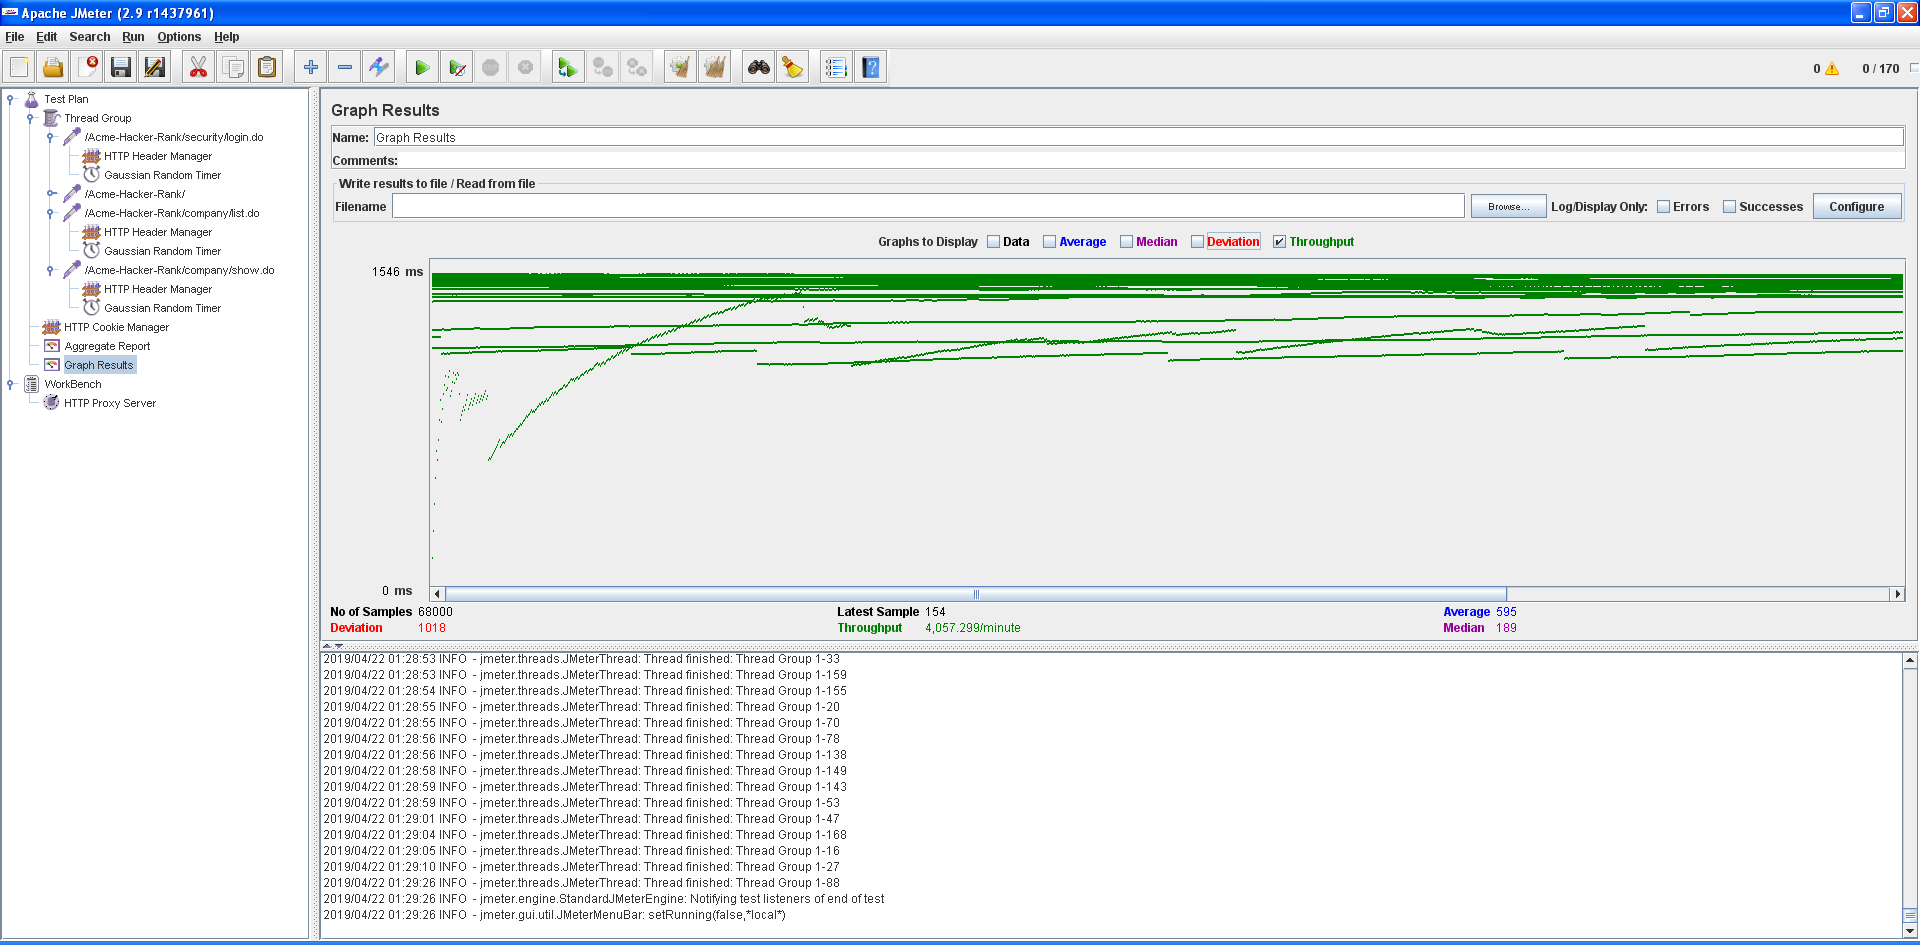 Apache JMeter (2.9 r1437961)
File Edit Search Run Options Help
0 0 / 170
Test Plan
Thread Group
/Acme-Hacker-Rank/security/login.do
HTTP Header Manager
Gaussian Random Timer
/Acme-Hacker-Rank/
/Acme-Hacker-Rank/company/list.do
HTTP Header Manager
Gaussian Random Timer
/Acme-Hacker-Rank/company/show.do
HTTP Header Manager
Gaussian Random Timer
HTTP Cookie Manager
Aggregate Report
Graph Results
WorkBench
HTTP Proxy Server
Graph Results
Name: Graph Results
Comments:
Write results to file / Read from file
Filename Browse... Log/Display Only: Errors Successes Configure
Graphs to Display Data Average Median Deviation Throughput
1546 ms
0 ms
No of Samples 68000 Latest Sample 154 Average 595
Deviation 1018 Throughput 4,057.299/minute Median 189
2019/04/22 01:28:53 INFO - jmeter.threads.JMeterThread: Thread finished: Thread Group 1-33
2019/04/22 01:28:53 INFO - jmeter.threads.JMeterThread: Thread finished: Thread Group 1-159
2019/04/22 01:28:54 INFO - jmeter.threads.JMeterThread: Thread finished: Thread Group 1-155
2019/04/22 01:28:55 INFO - jmeter.threads.JMeterThread: Thread finished: Thread Group 1-20
2019/04/22 01:28:55 INFO - jmeter.threads.JMeterThread: Thread finished: Thread Group 1-70
2019/04/22 01:28:56 INFO - jmeter.threads.JMeterThread: Thread finished: Thread Group 1-78
2019/04/22 01:28:56 INFO - jmeter.threads.JMeterThread: Thread finished: Thread Group 1-138
2019/04/22 01:28:58 INFO - jmeter.threads.JMeterThread: Thread finished: Thread Group 1-149
2019/04/22 01:28:59 INFO - jmeter.threads.JMeterThread: Thread finished: Thread Group 1-143
2019/04/22 01:28:59 INFO - jmeter.threads.JMeterThread: Thread finished: Thread Group 1-53
2019/04/22 01:29:01 INFO - jmeter.threads.JMeterThread: Thread finished: Thread Group 1-47
2019/04/22 01:29:04 INFO - jmeter.threads.JMeterThread: Thread finished: Thread Group 1-168
2019/04/22 01:29:05 INFO - jmeter.threads.JMeterThread: Thread finished: Thread Group 1-16
2019/04/22 01:29:10 INFO - jmeter.threads.JMeterThread: Thread finished: Thread Group 1-27
2019/04/22 01:29:26 INFO - jmeter.threads.JMeterThread: Thread finished: Thread Group 1-88
2019/04/22 01:29:26 INFO - jmeter.engine.StandardJMeterEngine: Notifying test listeners of end of test
2019/04/22 01:29:26 INFO - jmeter.gui.util.JMeterMenuBar: setRunning(false,*local*)